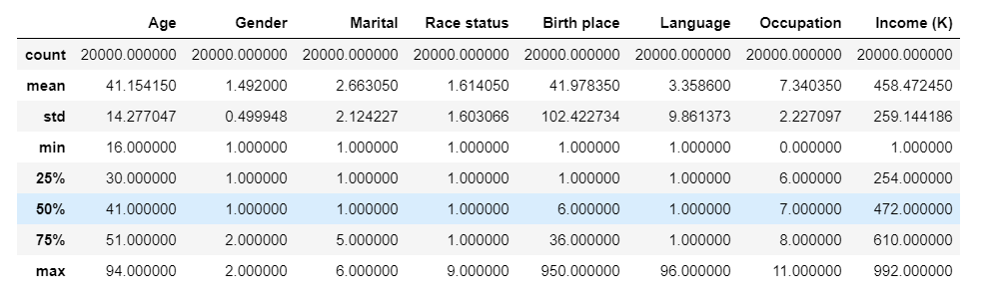 Age Gender Marital Race status Birth place Language Occupation Income (K)
count 20000.000000 20000.000000 20000.000000 20000.000000 20000.000000 20000.000000 20000.000000 20000.000000
mean 41.154150 1.492000 2.663050 1.614050 41.978350 3.358600 7.340350 458.472450
std 14.277047 0.499948 2.124227 1.603066 102.422734 9.861373 2.227097 259.144186
min 16.000000 1.000000 1.000000 1.000000 1.000000 1.000000 0.000000 1.000000
25% 30.000000 1.000000 1.000000 1.000000 1.000000 1.000000 6.000000 254.000000
50% 41.000000 1.000000 1.000000 1.000000 6.000000 1.000000 7.000000 472.000000
75% 51.000000 2.000000 5.000000 1.000000 36.000000 1.000000 8.000000 610.000000
max 94.000000 2.000000 6.000000 9.000000 950.000000 96.000000 11.000000 992.000000